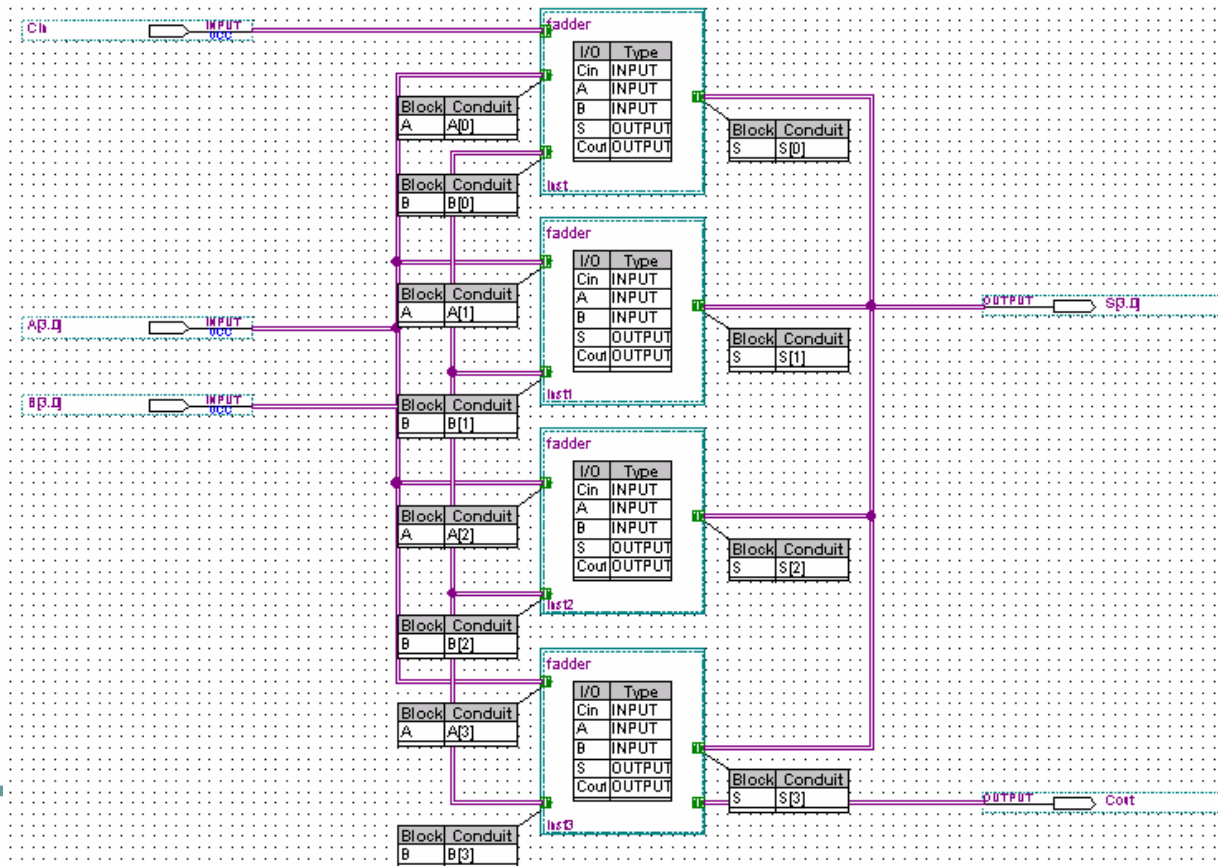 Cin
INPUT
VCC
A[3..0]
INPUT
VCC
B[3..0]
INPUT
VCC
fadder
I/O Type
Cin INPUT
A INPUT
B INPUT
S OUTPUT
Cout OUTPUT
inst
Block Conduit
A A[0]
Block Conduit
B B[0]
Block Conduit
S S[0]
fadder
I/O Type
Cin INPUT
A INPUT
B INPUT
S OUTPUT
Cout OUTPUT
inst1
Block Conduit
A A[1]
Block Conduit
B B[1]
Block Conduit
S S[1]
fadder
I/O Type
Cin INPUT
A INPUT
B INPUT
S OUTPUT
Cout OUTPUT
inst2
Block Conduit
A A[2]
Block Conduit
B B[2]
Block Conduit
S S[2]
fadder
I/O Type
Cin INPUT
A INPUT
B INPUT
S OUTPUT
Cout OUTPUT
inst3
Block Conduit
A A[3]
Block Conduit
B B[3]
Block Conduit
S S[3]
OUTPUT
S[3..0]
OUTPUT
Cout